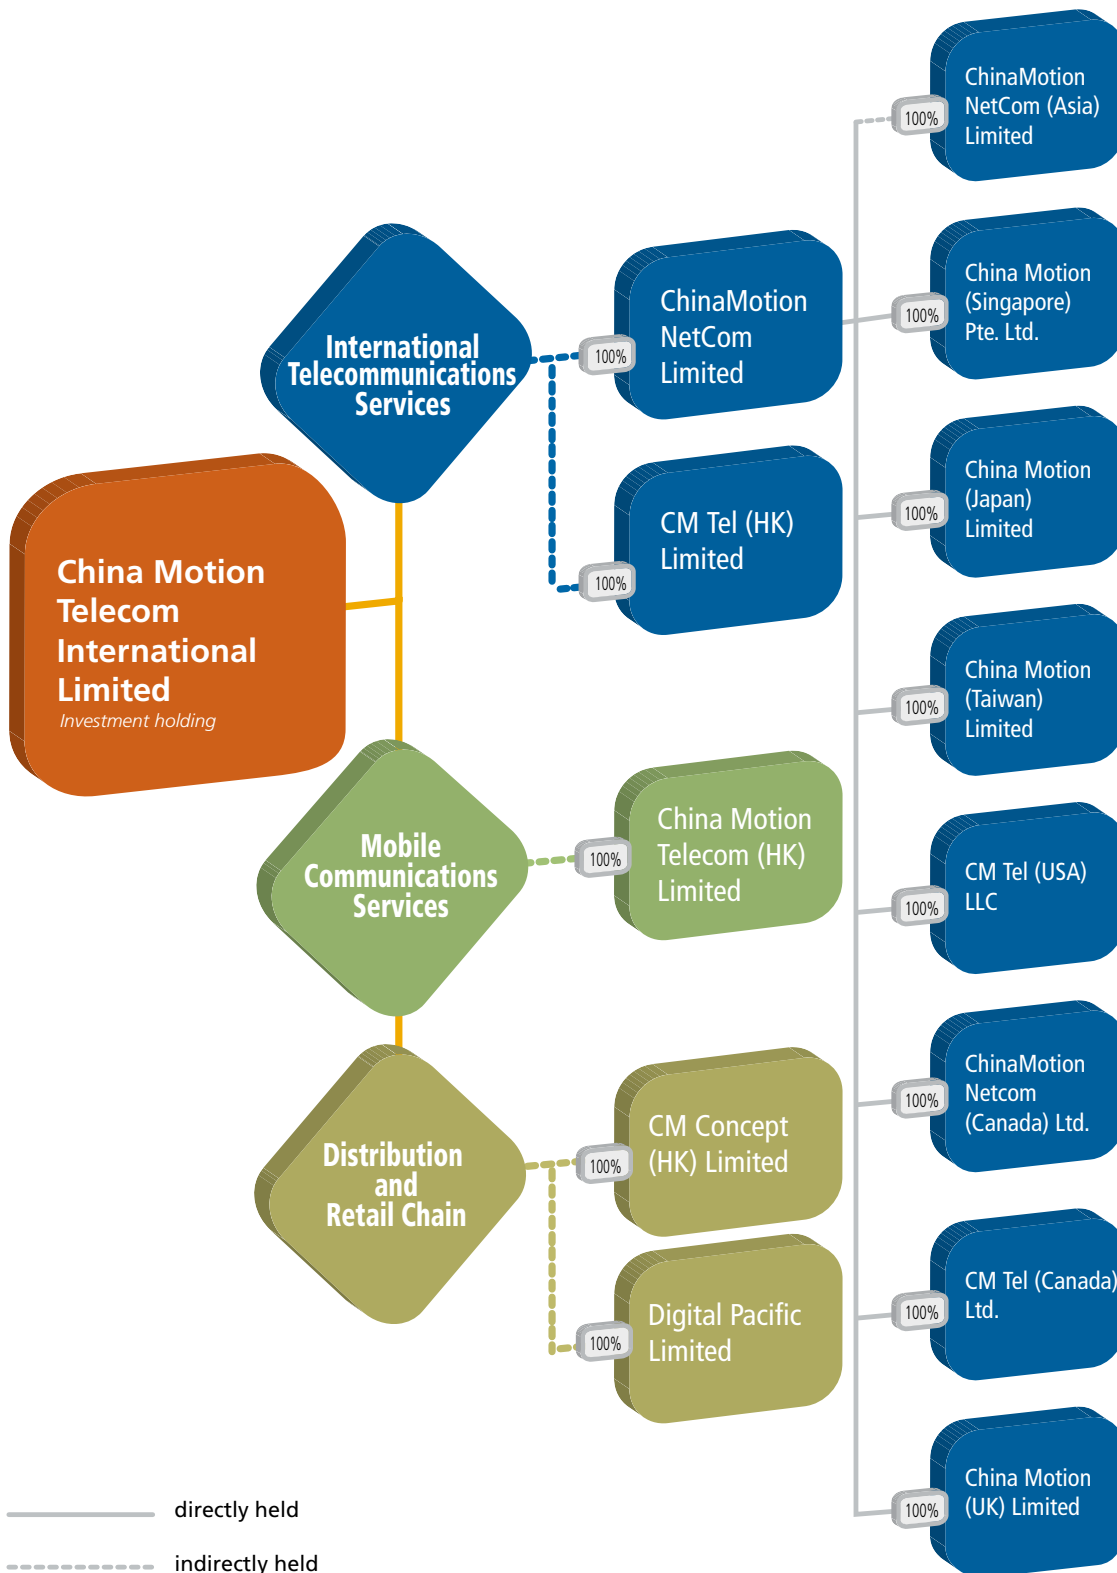 China Motion
Telecom
International
Limited
Investment holding
International
Telecommunications
Services
100%
ChinaMotion
NetCom
Limited
100%
CM Tel (HK)
Limited
Mobile
Communications
Services
100%
China Motion
Telecom (HK)
Limited
Distribution
and
Retail Chain
100%
CM Concept
(HK) Limited
100%
Digital Pacific
Limited
100%
ChinaMotion
NetCom (Asia)
Limited
100%
China Motion
(Singapore)
Pte. Ltd.
100%
China Motion
(Japan)
Limited
100%
China Motion
(Taiwan)
Limited
100%
CM Tel (USA)
LLC
100%
ChinaMotion
Netcom
(Canada) Ltd.
100%
CM Tel (Canada)
Ltd.
100%
China Motion
(UK) Limited
directly held
indirectly held